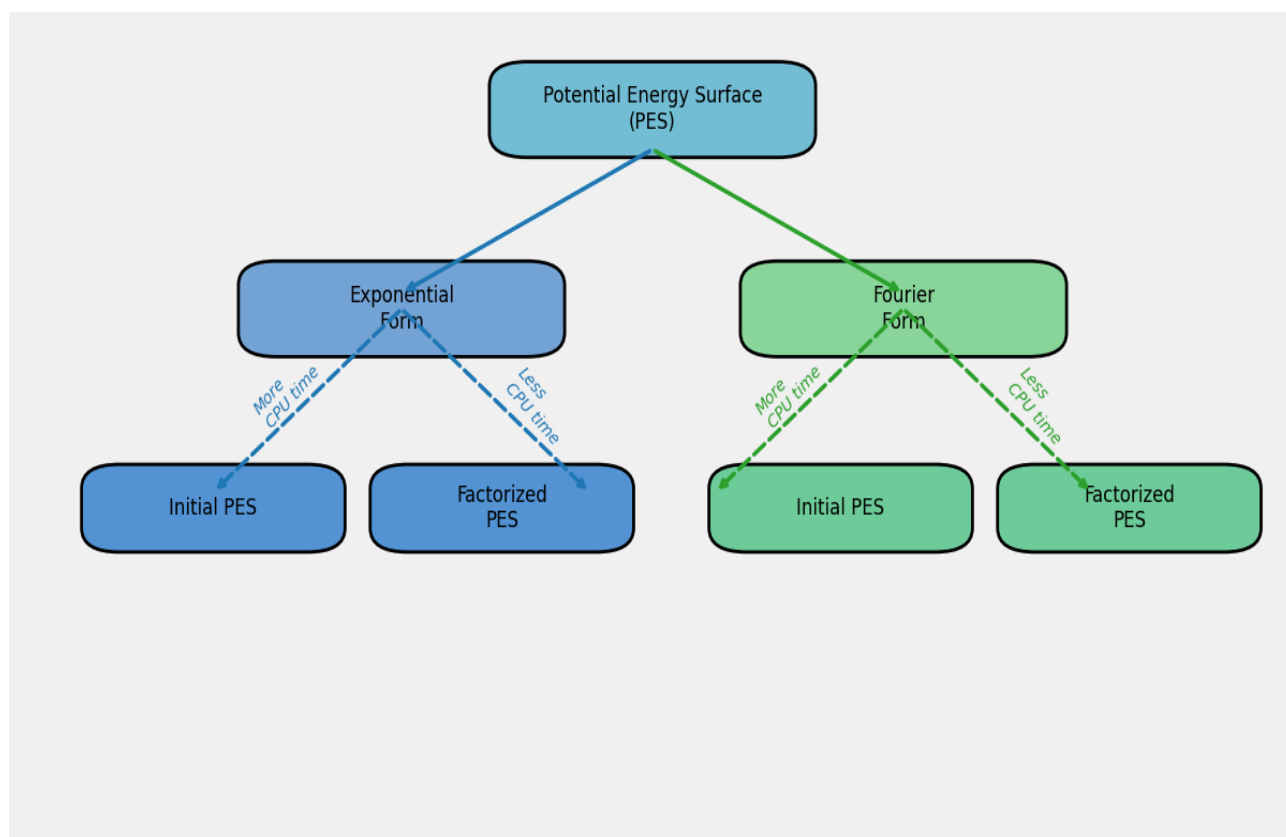 Potential Energy Surface
(PES)
Exponential
Form
Fourier
Form
More
CPU time
Less
CPU time
More
CPU time
Less
CPU time
Initial PES
Factorized
PES
Initial PES
Factorized
PES